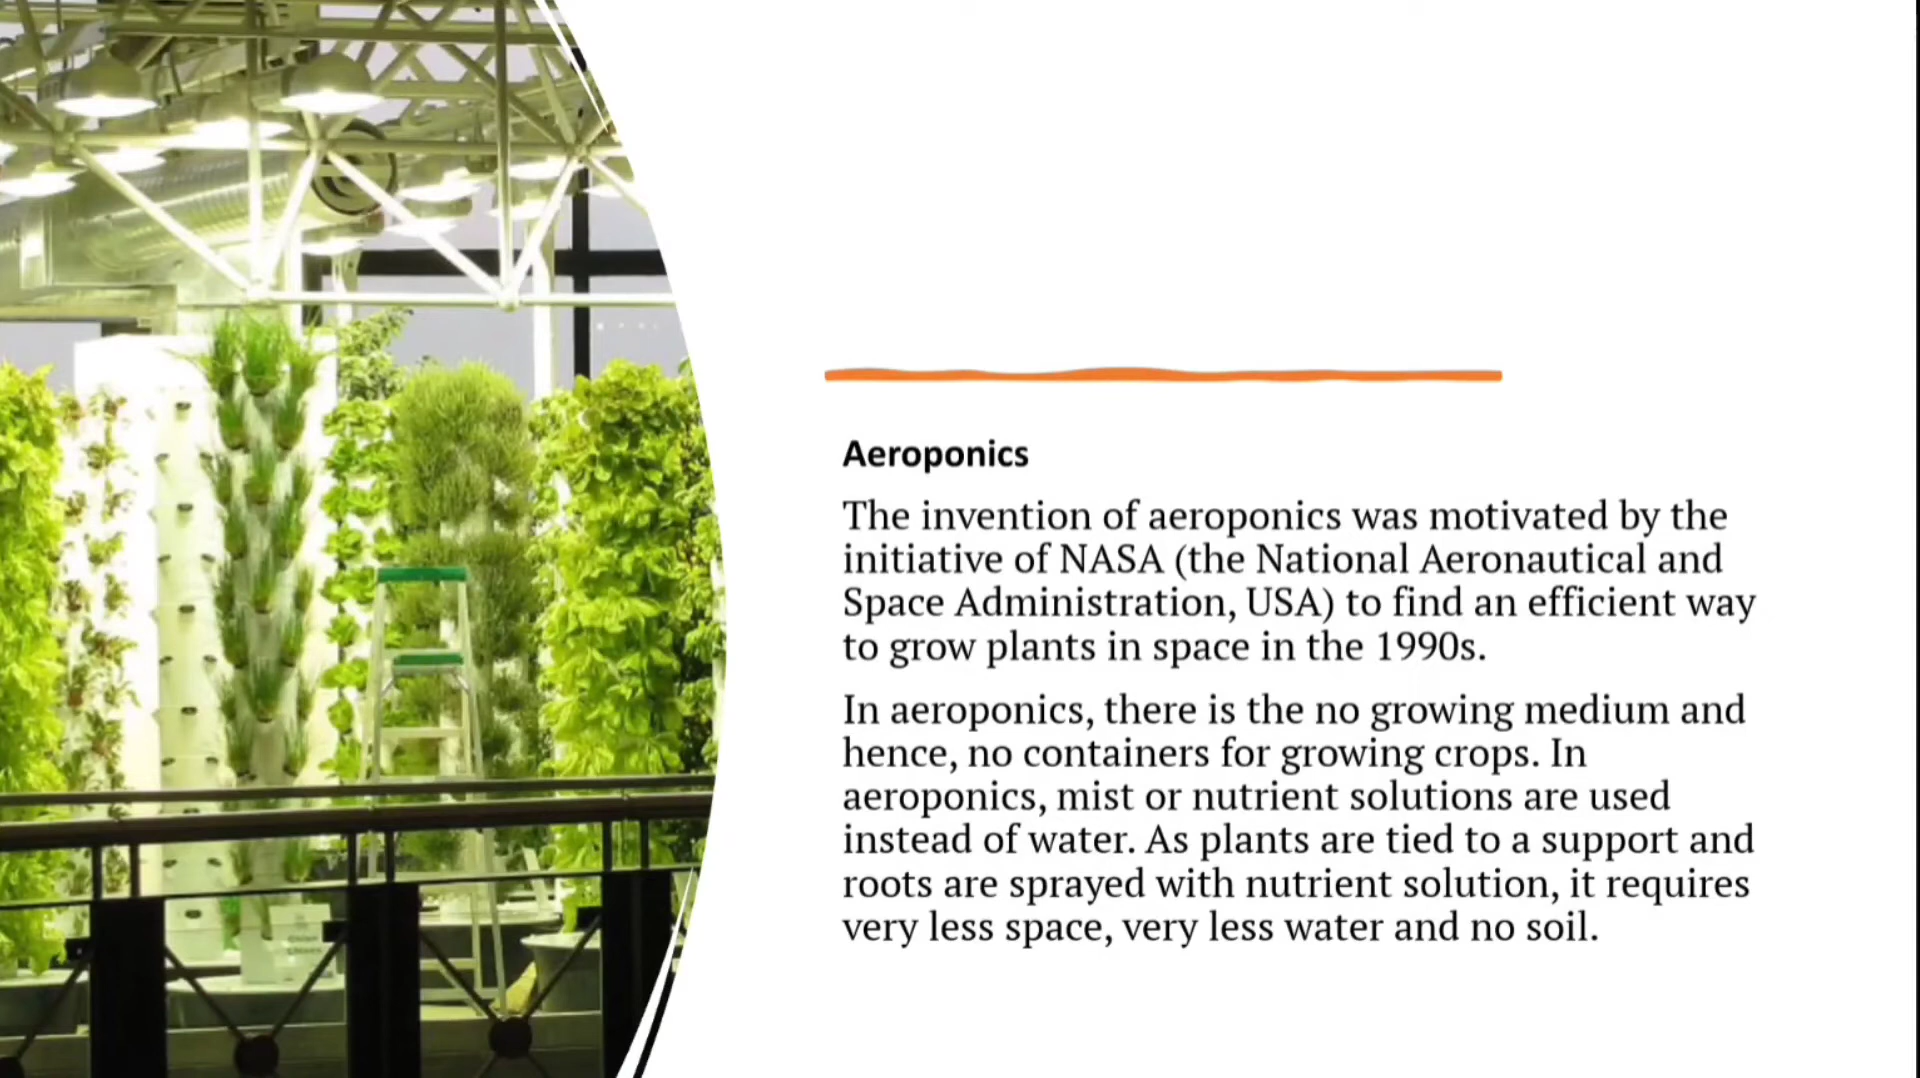 Aeroponics
The invention of aeroponics was motivated by the
initiative of NASA (the National Aeronautical and
Space Administration, USA) to find an efficient way
to grow plants in space in the 1990s.
In aeroponics, there is the no growing medium and
hence, no containers for growing crops. In
aeroponics, mist or nutrient solutions are used
instead of water. As plants are tied to a support and
roots are sprayed with nutrient solution, it requires
very less space, very less water and no soil.